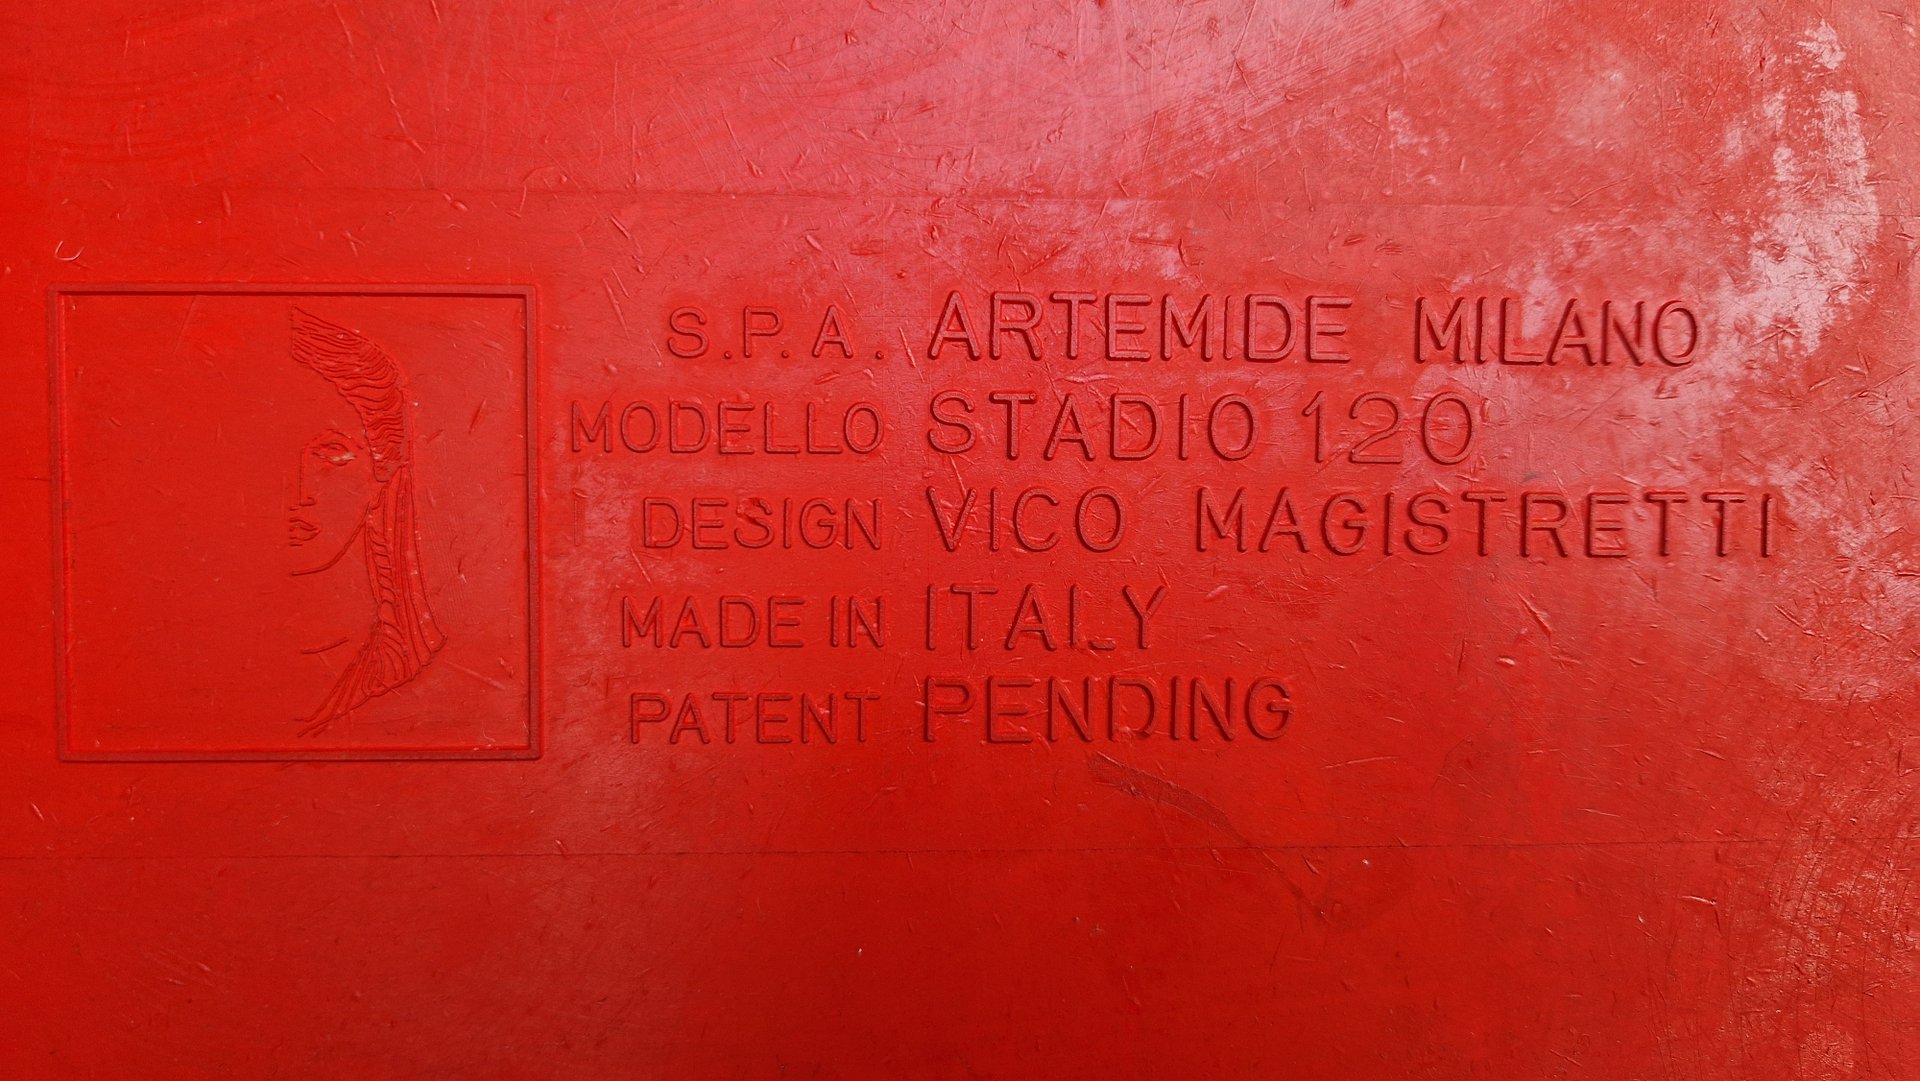 S.P.A. ARTEMIDE MILANO
MODELLO STADIO 120
DESIGN VICO MAGISTRETTI
MADE IN ITALY
PATENT PENDING